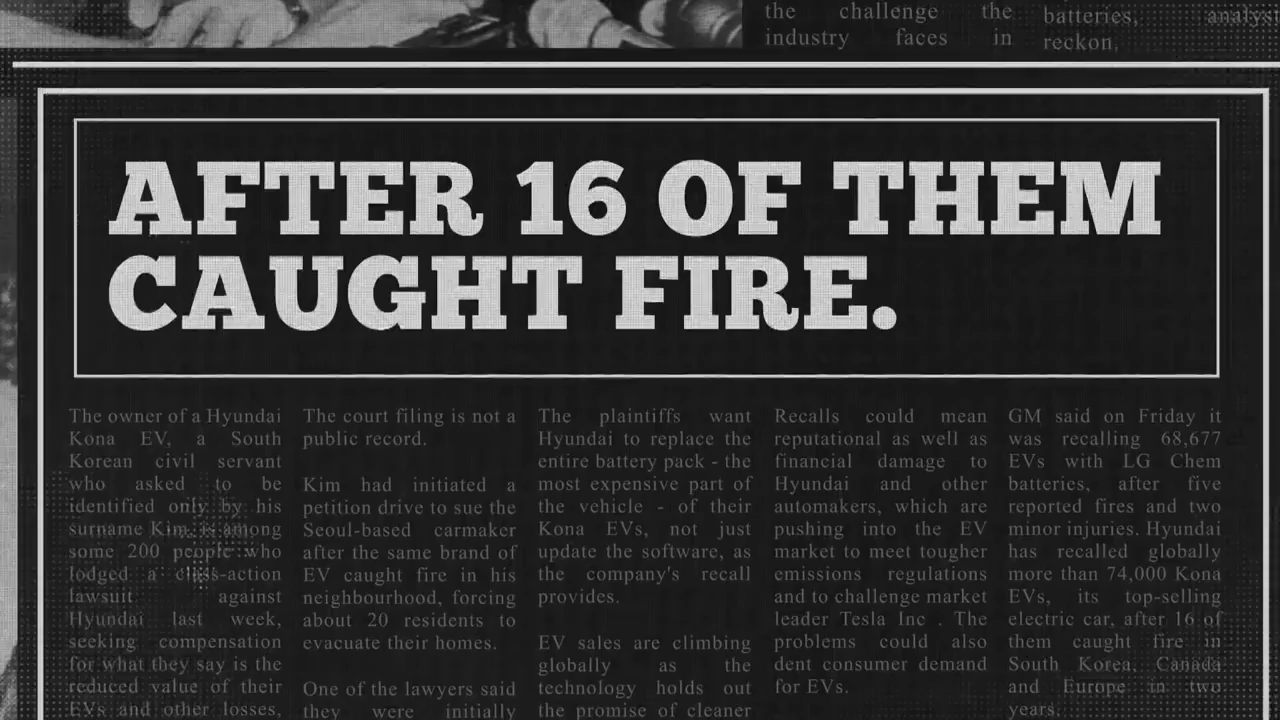 the challenge the
industry faces in
batteries, analysts
reckon,
AFTER 16 OF THEM
CAUGHT FIRE.
The owner of a Hyundai
Kona EV, a South
Korean civil servant
who asked to be
identified only by his
surname Kim, is among
some 200 people who
lodged a class-action
lawsuit against
Hyundai last week,
seeking compensation
for what they say is the
reduced value of their
EVs and other losses,
The court filing is not a
public record.
Kim had initiated a
petition drive to sue the
Seoul-based carmaker
after the same brand of
EV caught fire in his
neighbourhood, forcing
about 20 residents to
evacuate their homes.
One of the lawyers said
they were initially
The plaintiffs want
Hyundai to replace the
entire battery pack - the
most expensive part of
the vehicle - of their
Kona EVs, not just
update the software, as
the company's recall
provides.
EV sales are climbing
globally as the
technology holds out
the promise of cleaner
Recalls could mean
reputational as well as
financial damage to
Hyundai and other
automakers, which are
pushing into the EV
market to meet tougher
emissions regulations
and to challenge market
leader Tesla Inc . The
problems could also
dent consumer demand
for EVs.
GM said on Friday it
was recalling 68,677
EVs with LG Chem
batteries, after five
reported fires and two
minor injuries. Hyundai
has recalled globally
more than 74,000 Kona
EVs, its top-selling
electric car, after 16 of
them caught fire in
South Korea, Canada
and Europe in two
years.